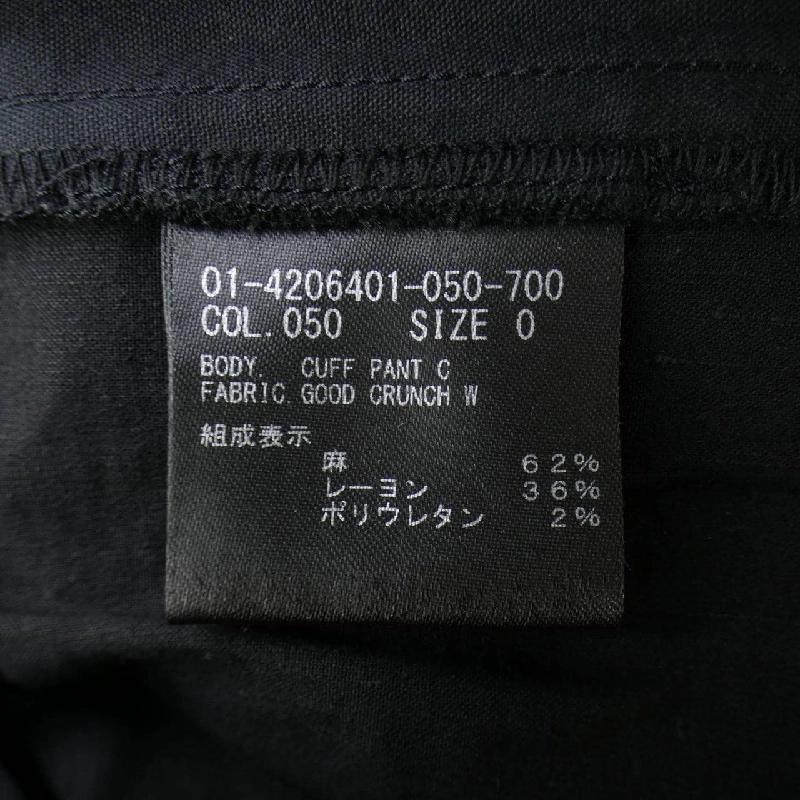 01-4206401-050-700
COL.050 SIZE 0
BODY. CUFF PANT C
FABRIC GOOD CRUNCH W
組成表示
麻 62%
レーヨン 36%
ポリウレタン 2%